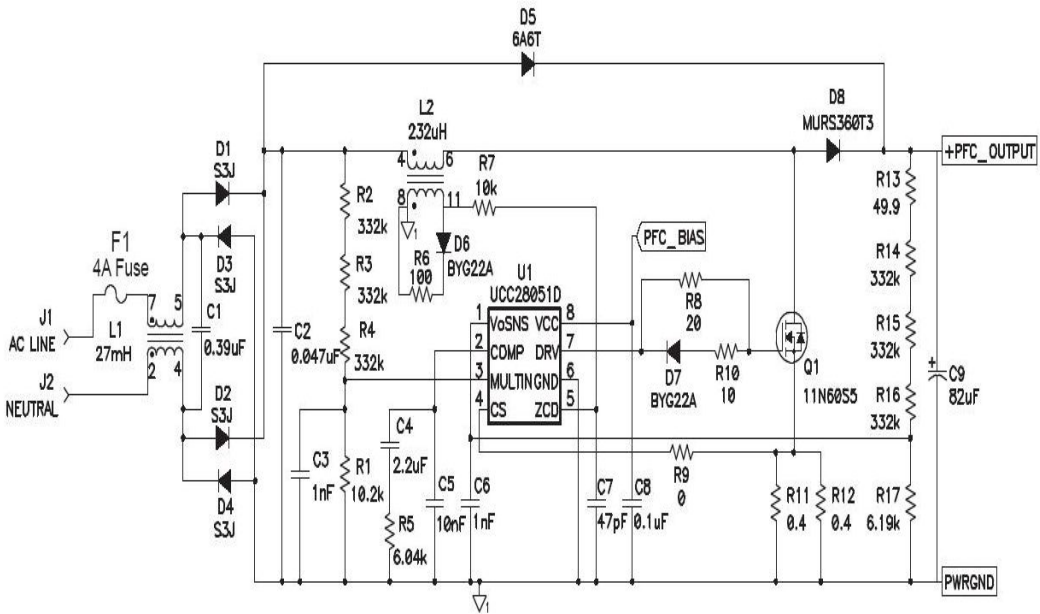 D5
6A6T
D8
MURS360T3
L2
232uH
+PFC_OUTPUT
4
6
D1
S3J
R7
10k
R13
49.9
R2
332k
8
11
1
PFC_BIAS
D6
BYG22A
R14
332k
D3
S3J
F1
4A Fuse
R3
332k
R6
100
U1
UCC28051D
R8
20
7
5
C1
0.39uF
J1
AC LINE
L1
27mH
C2
0.047uF
R4
332k
1
VoSNS
VCC
8
2
COMP
DRV
7
3
MULTIN
GND
6
4
CS
ZCD
5
D7
BYG22A
R10
10
Q1
11N60S5
R15
332k
+
C9
82uF
J2
NEUTRAL
2
4
D2
S3J
R16
332k
C4
2.2uF
R9
0
C3
1nF
R1
10.2k
C5
10nF
C6
1nF
C7
47pF
C8
0.1uF
R11
0.4
R12
0.4
R17
6.19k
D4
S3J
R5
6.04k
1
PWRGND